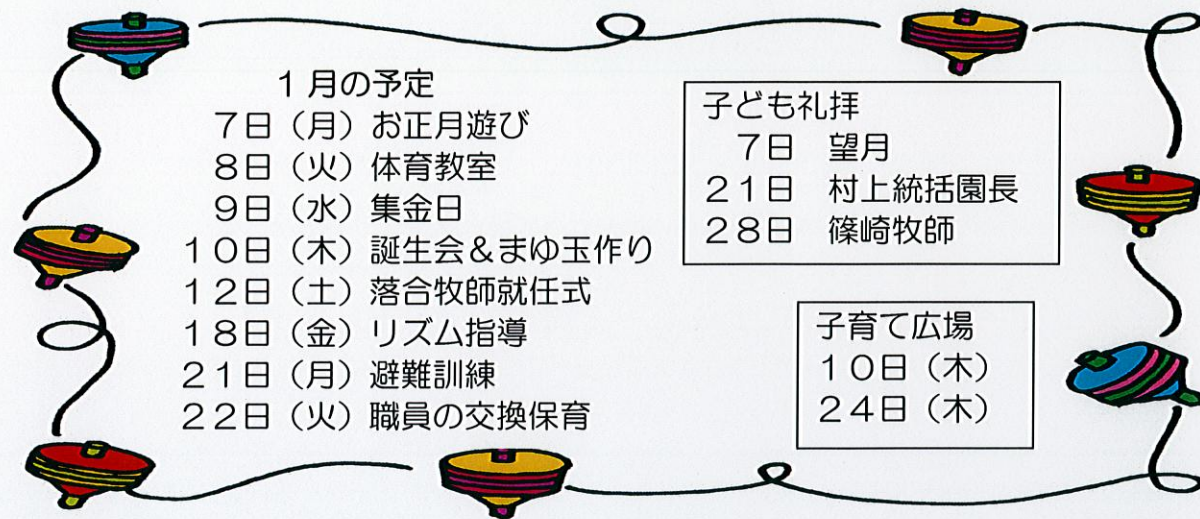 １月の予定
７日（月）お正月遊び
８日（火）体育教室
９日（水）集金日
１０日（木）誕生会＆まゆ玉作り
１２日（土）落合牧師就任式
１８日（金）リズム指導
２１日（月）避難訓練
２２日（火）職員の交換保育
子ども礼拝
７日　望月
２１日　村上統括園長
２８日　篠崎牧師
子育て広場
１０日（木）
２４日（木）